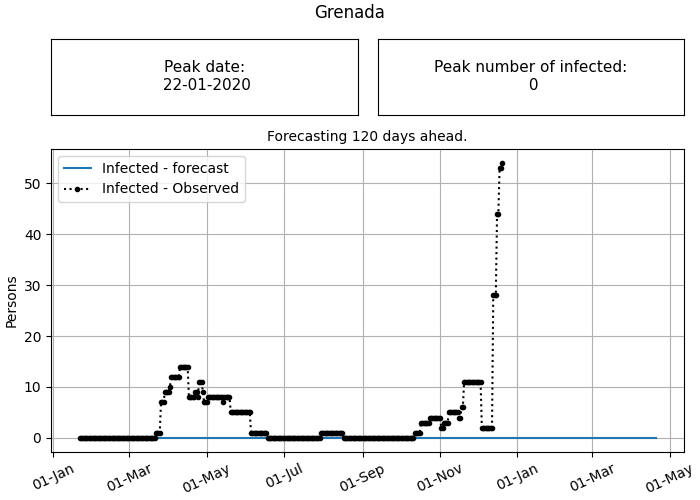 Grenada
Peak date:
22-01-2020
Peak number of infected:
0
Forecasting 120 days ahead.
Infected - forecast
Infected - Observed
Persons
50
40
30
20
10
0
01-Jan
01-Mar
01-May
01-Jul
01-Sep
01-Nov
01-Jan
01-Mar
01-May